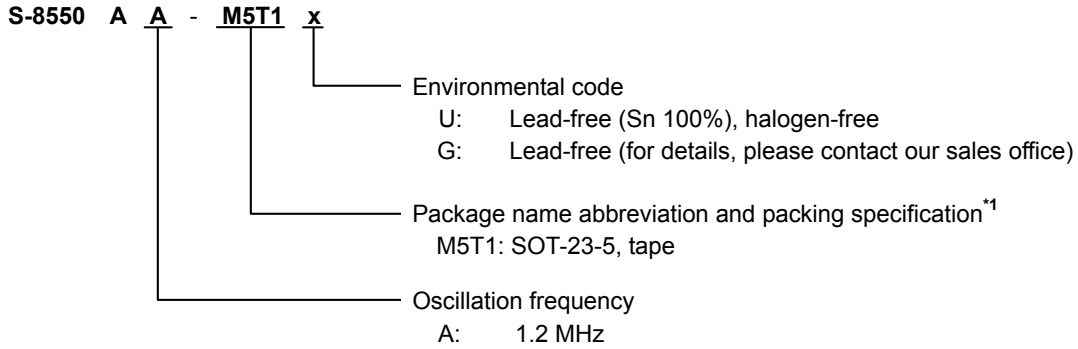 S-8550 A A - M5T1 x
Environmental code
U: Lead-free (Sn 100%), halogen-free
G: Lead-free (for details, please contact our sales office)
Package name abbreviation and packing specification*1
M5T1: SOT-23-5, tape
Oscillation frequency
A: 1.2 MHz